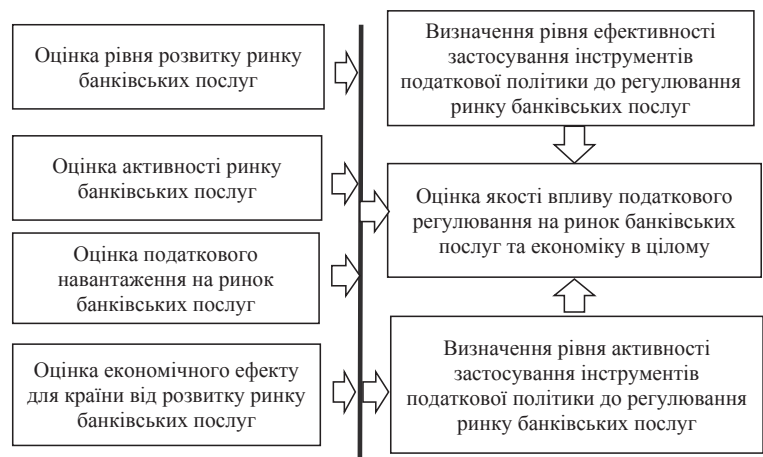 Оцінка рівня розвитку ринку
банківських послуг
Оцінка активності ринку
банківських послуг
Оцінка податкового
навантаження на ринок
банківських послуг
Оцінка економічного ефекту
для країни від розвитку ринку
банківських послуг
Визначення рівня ефективності
застосування інструментів
податкової політики до регулювання
ринку банківських послуг
Оцінка якості впливу податкового
регулювання на ринок банківських
послуг та економіку в цілому
Визначення рівня активності
застосування інструментів
податкової політики до регулювання
ринку банківських послуг